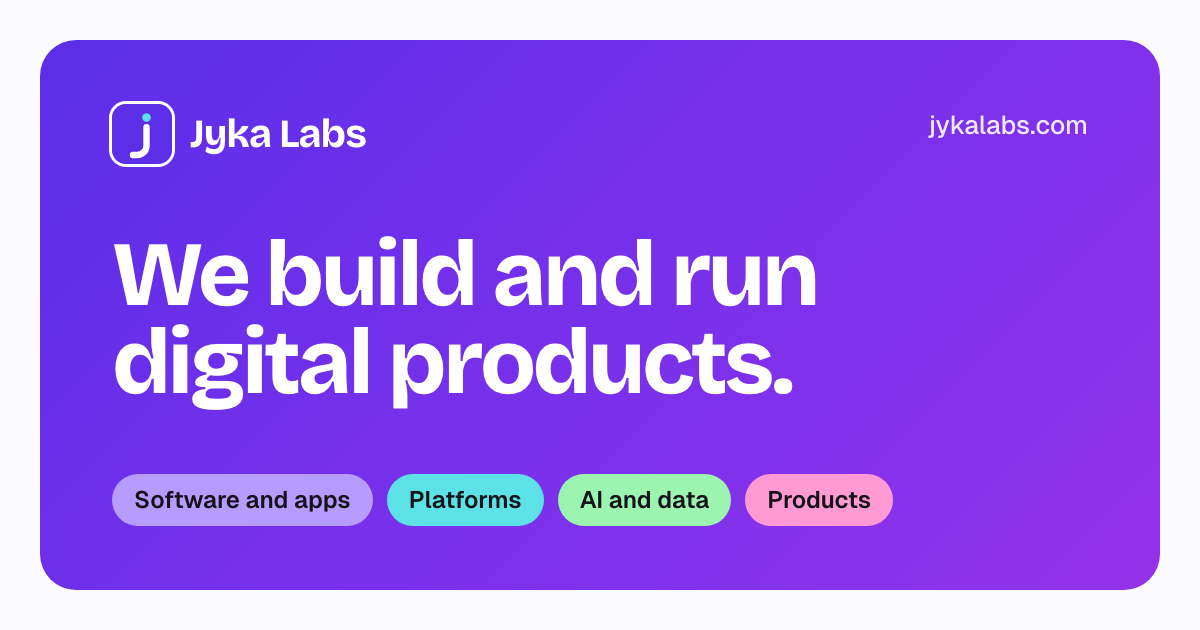 j
Jyka Labs
jykalabs.com
We build and run
digital products.
Software and apps
Platforms
AI and data
Products